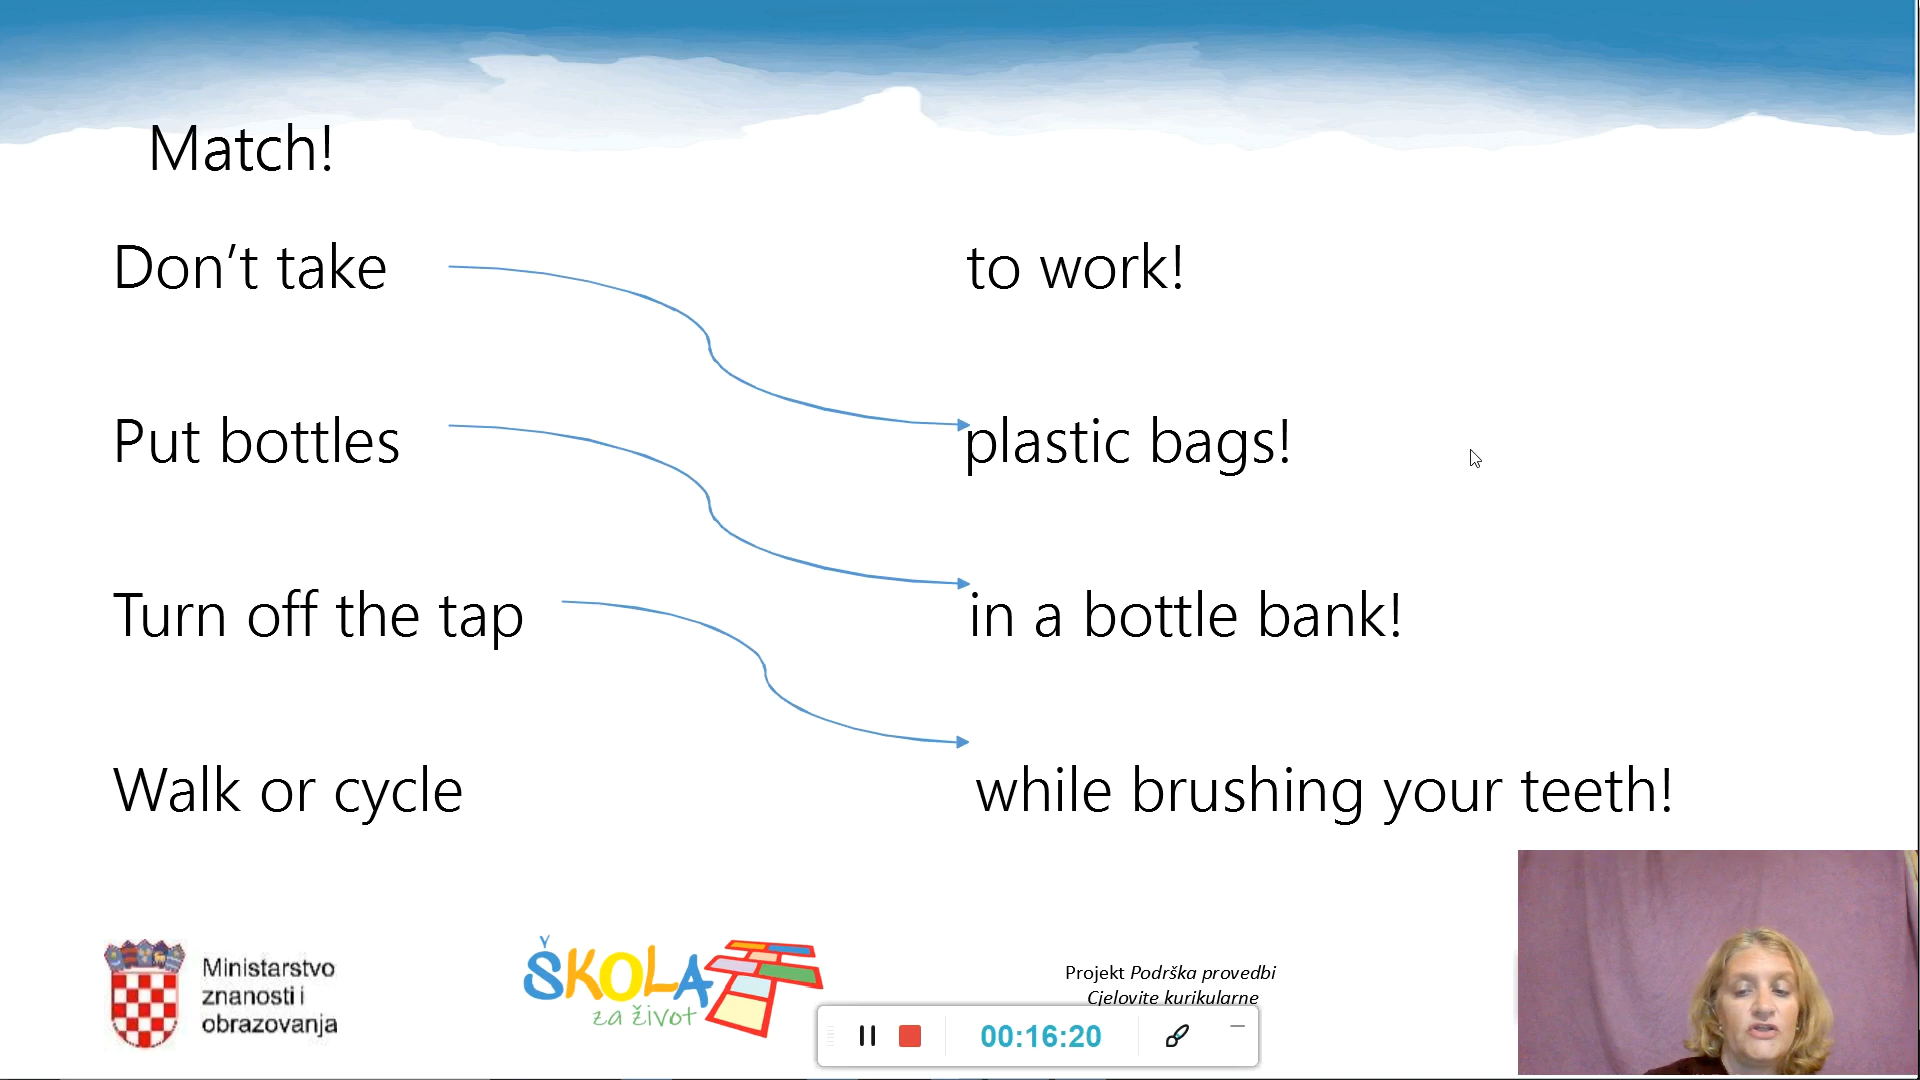 Match!
Don’t take
to work!
Put bottles
plastic bags!
Turn off the tap
in a bottle bank!
Walk or cycle
while brushing your teeth!
Ministarstvo
znanosti i
obrazovanja
ŠKOLA
za život
Projekt Podrška provedbi
Cjelovite kurikularne
00:16:20